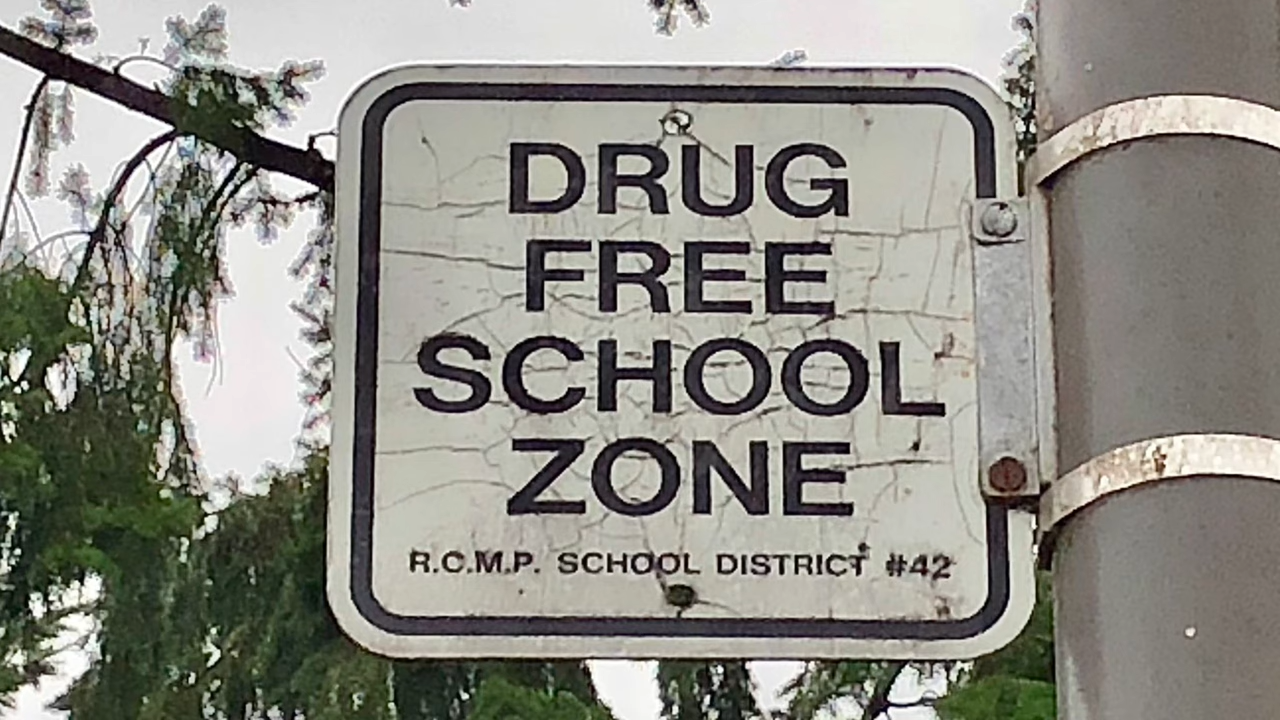 DRUG
FREE
SCHOOL
ZONE
R.C.M.P. SCHOOL DISTRICT #42